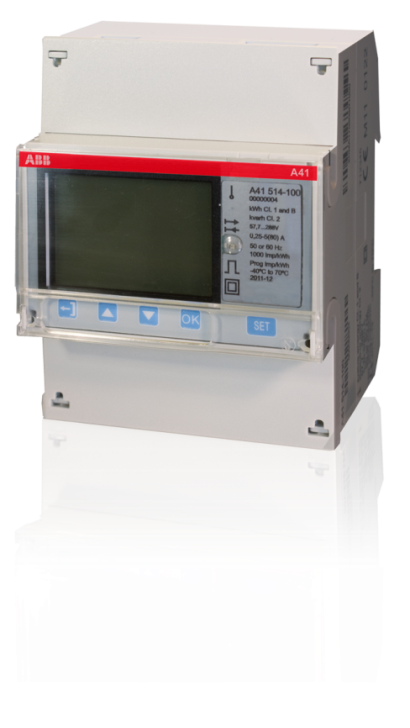 ABB
A41
A41 514-100
00000004
kWh Cl. 1 and B
kvarh Cl. 2
57,7...288V
0,25-5(80) A
50 or 60 Hz
1000 imp/kWh
Prog imp/kWh
-40°C to 70°C
2011-12
OK
SET